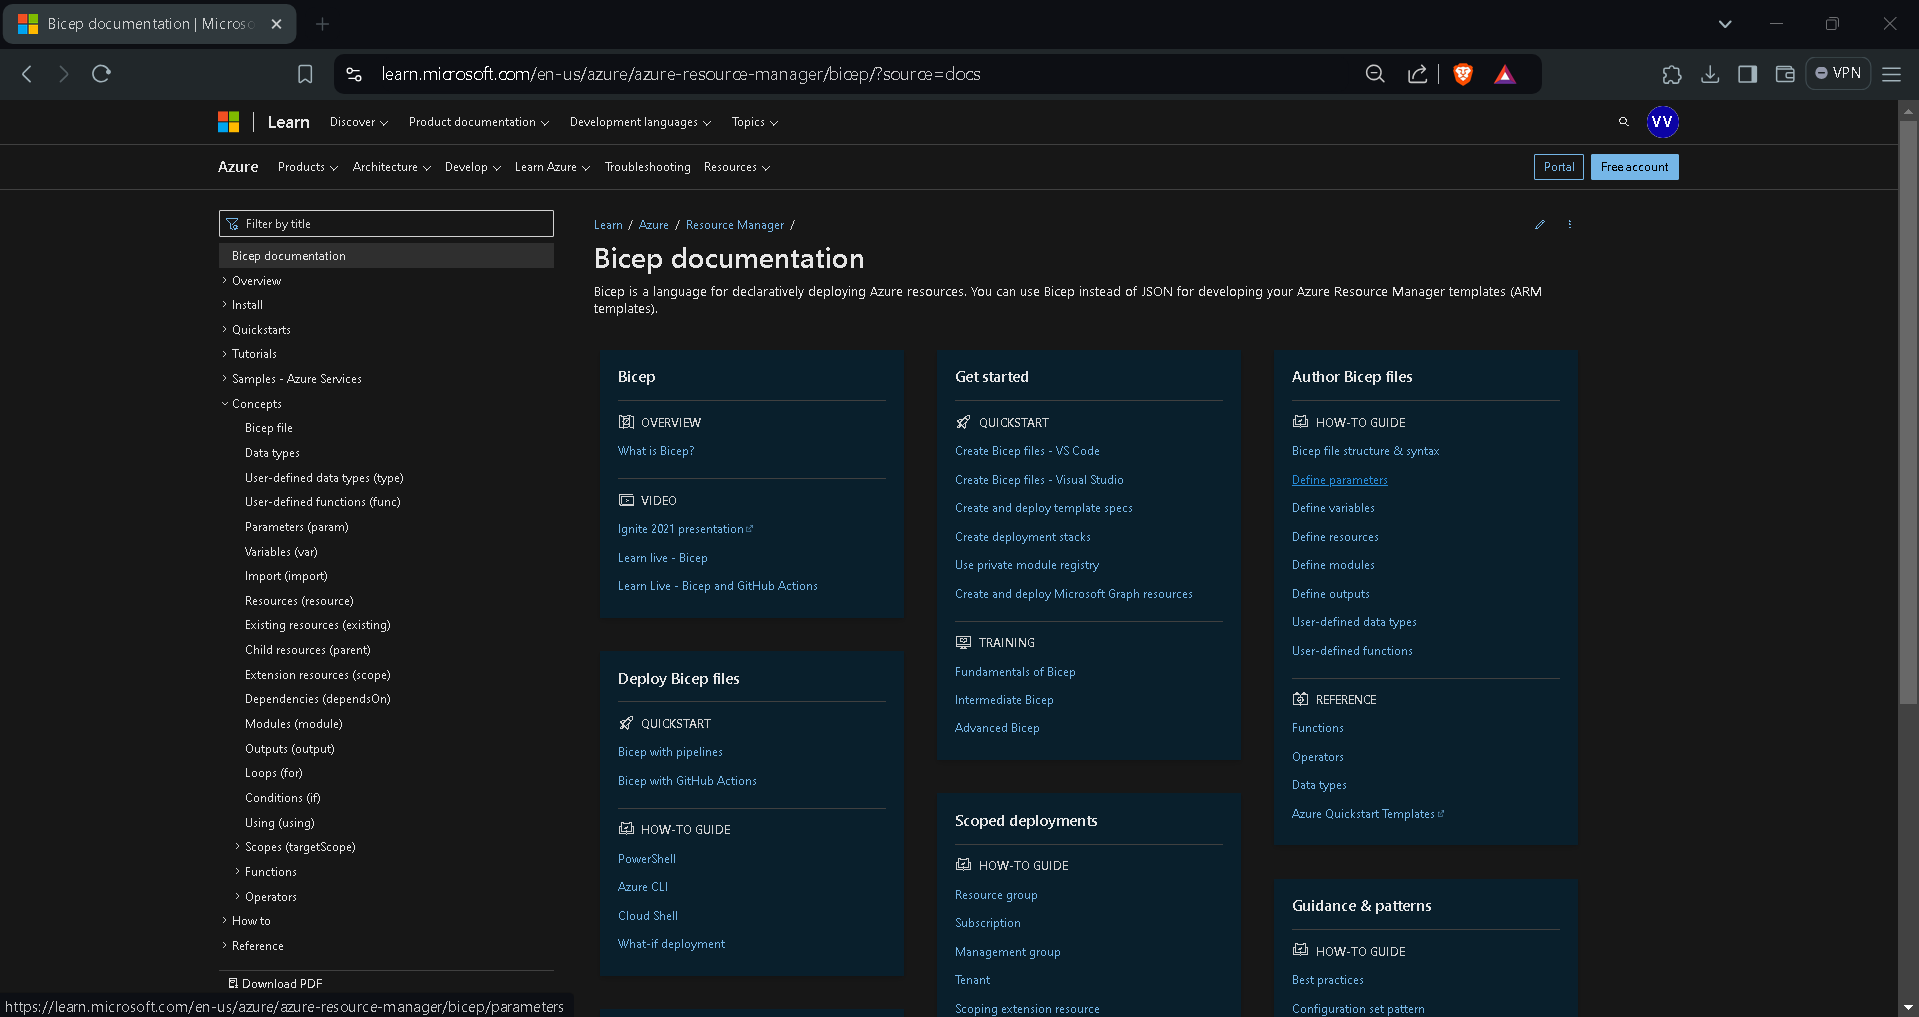 Bicep documentation | Micros
learn.microsoft.com/en-us/azure/azure-resource-manager/bicep/?source=docs
VPN
Learn
Discover
Product documentation
Development languages
Topics
VV
Azure
Products
Architecture
Develop
Learn Azure
Troubleshooting
Resources
Portal
Free account
Filter by title
Bicep documentation
Overview
Install
Quickstarts
Tutorials
Samples - Azure Services
Concepts
Bicep file
Data types
User-defined data types (type)
User-defined functions (func)
Parameters (param)
Variables (var)
Import (import)
Resources (resource)
Existing resources (existing)
Child resources (parent)
Extension resources (scope)
Dependencies (dependsOn)
Modules (module)
Outputs (output)
Loops (for)
Conditions (if)
Using (using)
Scopes (targetScope)
Functions
Operators
How to
Reference
Download PDF
Learn / Azure / Resource Manager /
Bicep documentation
Bicep is a language for declaratively deploying Azure resources. You can use Bicep instead of JSON for developing your Azure Resource Manager templates (ARM
templates).
Bicep
OVERVIEW
What is Bicep?
VIDEO
Ignite 2021 presentation
Learn live - Bicep
Learn Live - Bicep and GitHub Actions
Deploy Bicep files
QUICKSTART
Bicep with pipelines
Bicep with GitHub Actions
HOW-TO GUIDE
PowerShell
Azure CLI
Cloud Shell
What-if deployment
Get started
QUICKSTART
Create Bicep files - VS Code
Create Bicep files - Visual Studio
Create and deploy template specs
Create deployment stacks
Use private module registry
Create and deploy Microsoft Graph resources
TRAINING
Fundamentals of Bicep
Intermediate Bicep
Advanced Bicep
Scoped deployments
HOW-TO GUIDE
Resource group
Subscription
Management group
Tenant
Scoping extension resource
Author Bicep files
HOW-TO GUIDE
Bicep file structure & syntax
Define parameters
Define variables
Define resources
Define modules
Define outputs
User-defined data types
User-defined functions
REFERENCE
Functions
Operators
Data types
Azure Quickstart Templates
Guidance & patterns
HOW-TO GUIDE
Best practices
Configuration set pattern
https://learn.microsoft.com/en-us/azure/azure-resource-manager/bicep/parameters